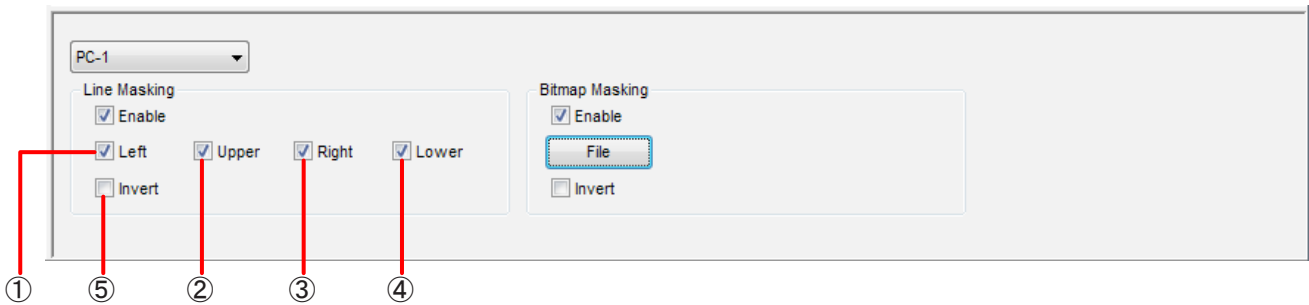 PC-1
Line Masking Bitmap Masking
Enable Enable
Left Upper Right Lower File
Invert Invert
① ⑤ ② ③ ④